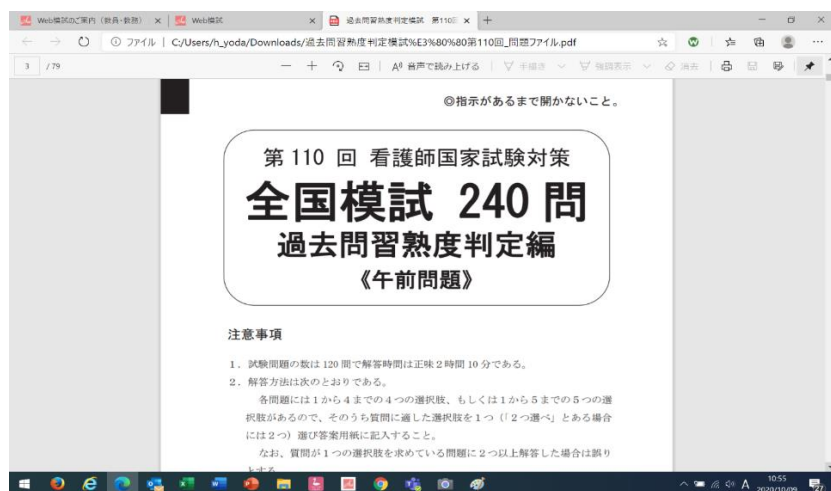 Web模試のご案内（教員・教務）
Web模試
過去問習熟度判定模試 第110回
ファイル
C:/Users/h_yoda/Downloads/過去問習熟度判定模試%E3%80%80第110回_問題ファイル.pdf
3 /79
音声で読み上げる
手描き
強調表示
消去
◎指示があるまで開かないこと。
第 110 回 看護師国家試験対策
全国模試 240 問
過去問習熟度判定編
《午前問題》
注意事項
1．試験問題の数は 120 問で解答時間は正味 2 時間 10 分である。
2．解答方法は次のとおりである。
各問題には 1 から 4 までの 4 つの選択肢、もしくは 1 から 5 までの 5 つの選
択肢があるので、そのうち質問に適した選択肢を 1 つ（「2 つ選べ」とある場合
には 2 つ）選び答案用紙に記入すること。
なお、質問が 1 つの選択肢を求めている問題に 2 つ以上解答した場合は誤り
とする
A
10:55
2020/10/09
27